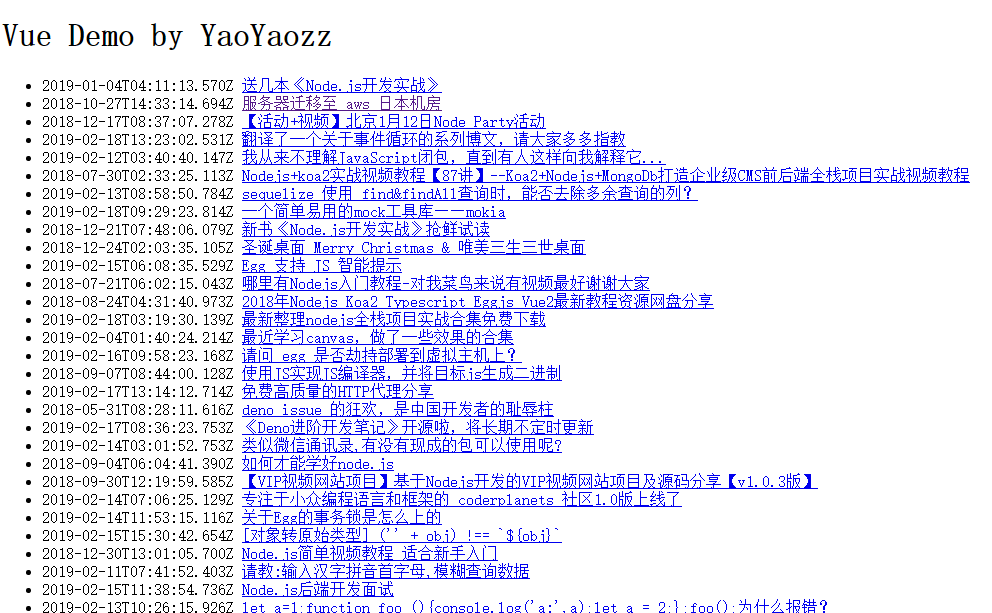 Vue Demo by YaoYaozz
2019-01-04T04:11:13.570Z 送几本《Node.js开发实战》
2018-10-27T14:33:14.694Z 服务器迁移至 aws 日本机房
2018-12-17T08:37:07.278Z 【活动+视频】北京1月12日Node Party活动
2019-02-18T13:23:02.531Z 翻译了一个关于事件循环的系列博文，请大家多多指教
2019-02-12T03:40:40.147Z 我从来不理解JavaScript闭包，直到有人这样向我解释它...
2018-07-30T02:33:25.113Z Nodejs+koa2实战视频教程【87讲】--Koa2+Nodejs+MongoDb打造企业级CMS前后端全栈项目实战视频教程
2019-02-13T08:58:50.784Z sequelize 使用 find&findAll查询时，能否去除多余查询的列？
2019-02-18T09:29:23.814Z 一个简单易用的mock工具库——mokia
2018-12-21T07:48:06.079Z 新书《Node.js开发实战》抢鲜试读
2018-12-24T02:03:35.105Z 圣诞桌面 Merry Christmas & 唯美三生三世桌面
2019-02-15T06:08:35.529Z Egg 支持 JS 智能提示
2018-07-21T06:02:15.043Z 哪里有Nodejs入门教程-对我菜鸟来说有视频最好谢谢大家
2018-08-24T04:31:40.973Z 2018年Nodejs Koa2 Typescript Eggjs Vue2最新教程资源网盘分享
2019-02-18T03:19:30.139Z 最新整理nodejs全栈项目实战合集免费下载
2019-02-04T01:40:24.214Z 最近学习canvas，做了一些效果的合集
2019-02-16T09:58:23.168Z 请问 egg 是否劫持部署到虚拟主机上？
2018-09-07T08:44:00.128Z 使用JS实现JS编译器，并将目标js生成二进制
2019-02-17T13:14:12.714Z 免费高质量的HTTP代理分享
2018-05-31T08:28:11.616Z deno issue 的狂欢，是中国开发者的耻辱柱
2019-02-17T08:36:23.753Z 《Deno进阶开发笔记》开源啦，将长期不定时更新
2019-02-14T03:01:52.753Z 类似微信通讯录,有没有现成的包可以使用呢?
2018-09-04T06:04:41.390Z 如何才能学好node.js
2018-09-30T12:19:59.585Z 【VIP视频网站项目】基于Nodejs开发的VIP视频网站项目及源码分享【v1.0.3版】
2019-02-14T07:06:25.129Z 专注于小众编程语言和框架的 coderplanets 社区1.0版上线了
2019-02-14T11:53:15.116Z 关于Egg的事务锁是怎么上的
2019-02-15T15:30:42.654Z [对象转原始类型] ('' + obj) !== `${obj}`
2018-12-30T13:01:05.700Z Node.js简单视频教程 适合新手入门
2019-02-11T07:41:52.403Z 请教:输入汉字拼音首字母,模糊查询数据
2019-02-15T11:38:54.736Z Node.js后端开发面试
2019-02-13T10:26:15.926Z let a=1;function foo (){console.log('a:',a);let a = 2;};foo();为什么报错？